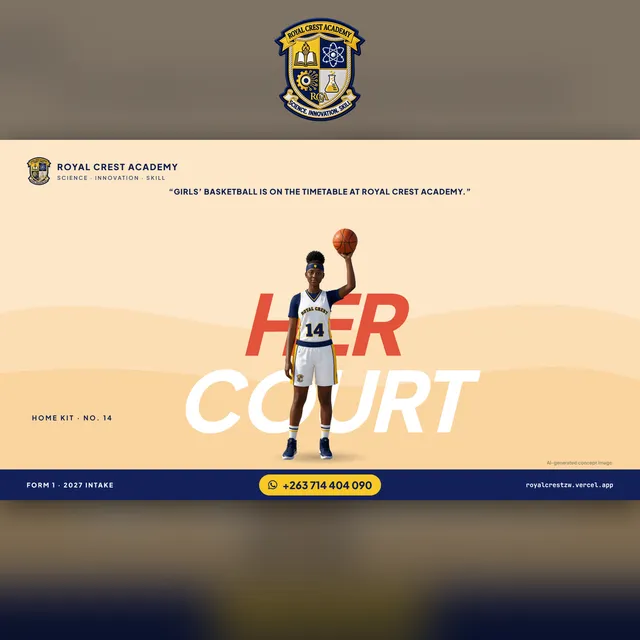 ROYAL CREST ACADEMY
RCA
SCIENCE, INNOVATION, SKILL
ROYAL CREST ACADEMY
SCIENCE · INNOVATION · SKILL
“GIRLS’ BASKETBALL IS ON THE TIMETABLE AT ROYAL CREST ACADEMY.”
HER
COURT
ROYAL CREST
14
HOME KIT · NO. 14
AI-generated concept image
FORM 1 · 2027 INTAKE
+263 714 404 090
royalcrestzw.vercel.app